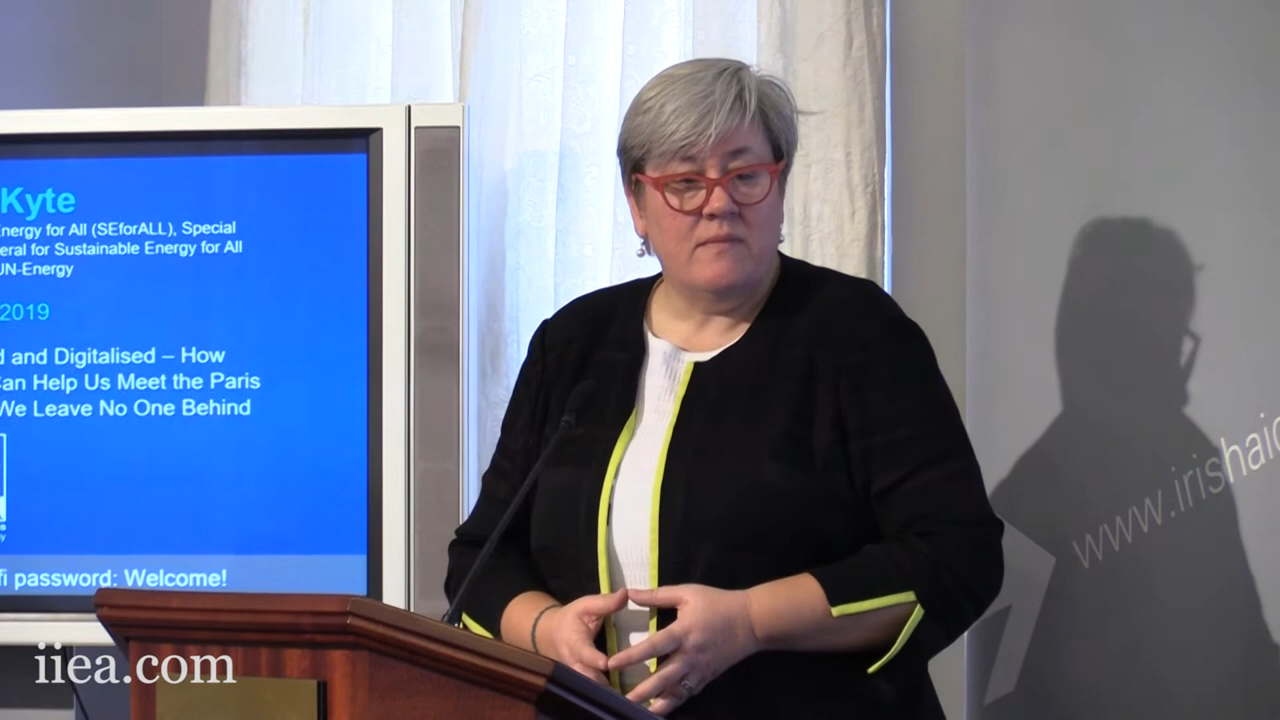 Kyte
Energy for All (SEforALL), Special
eral for Sustainable Energy for All
UN-Energy
2019
d and Digitalised – How
Can Help Us Meet the Paris
We Leave No One Behind
fi password: Welcome!
iiea.com
www.irishaid